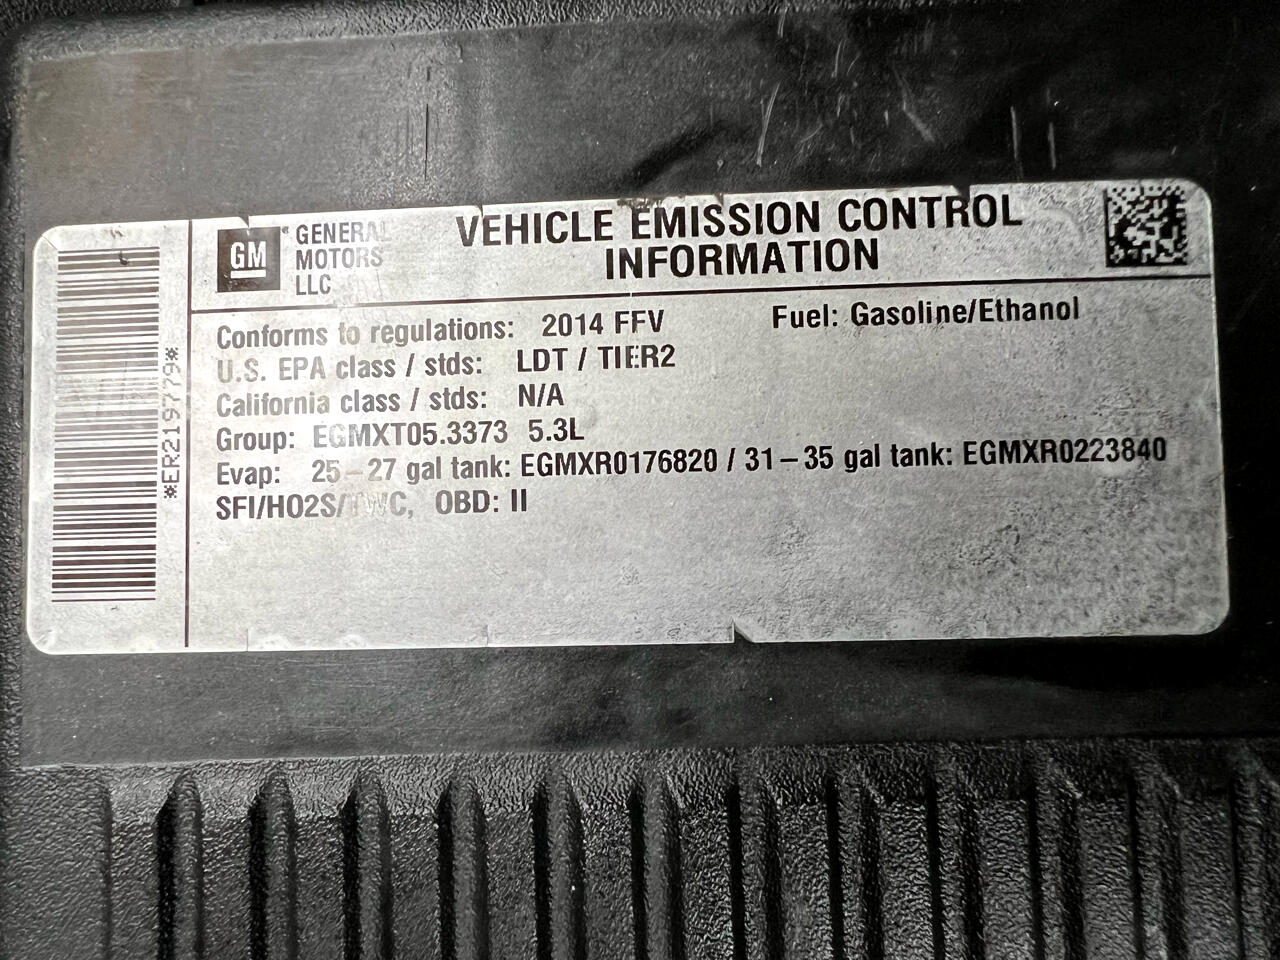 GM
GENERAL
MOTORS
LLC
VEHICLE EMISSION CONTROL
INFORMATION
Conforms to regulations: 2014 FFV
Fuel: Gasoline/Ethanol
U.S. EPA class / stds: LDT / TIER2
California class / stds: N/A
Group: EGMXT05.3373 5.3L
Evap: 25–27 gal tank: EGMXR0176820 / 31–35 gal tank: EGMXR0223840
SFI/HO2S/TWC, OBD: II
*ER219779*